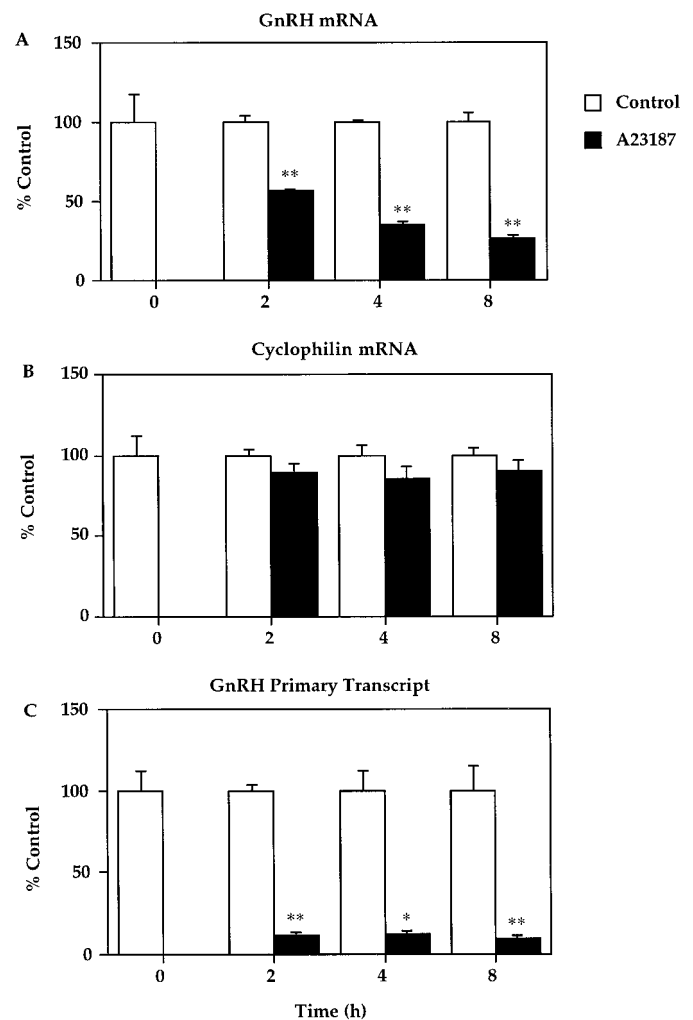 GnRH mRNA
A
150
100
50
0
% Control
** ** **
0 2 4 8
Control
A23187
Cyclophilin mRNA
B
150
100
50
0
% Control
0 2 4 8
GnRH Primary Transcript
C
150
100
50
0
% Control
** * **
0 2 4 8
Time (h)